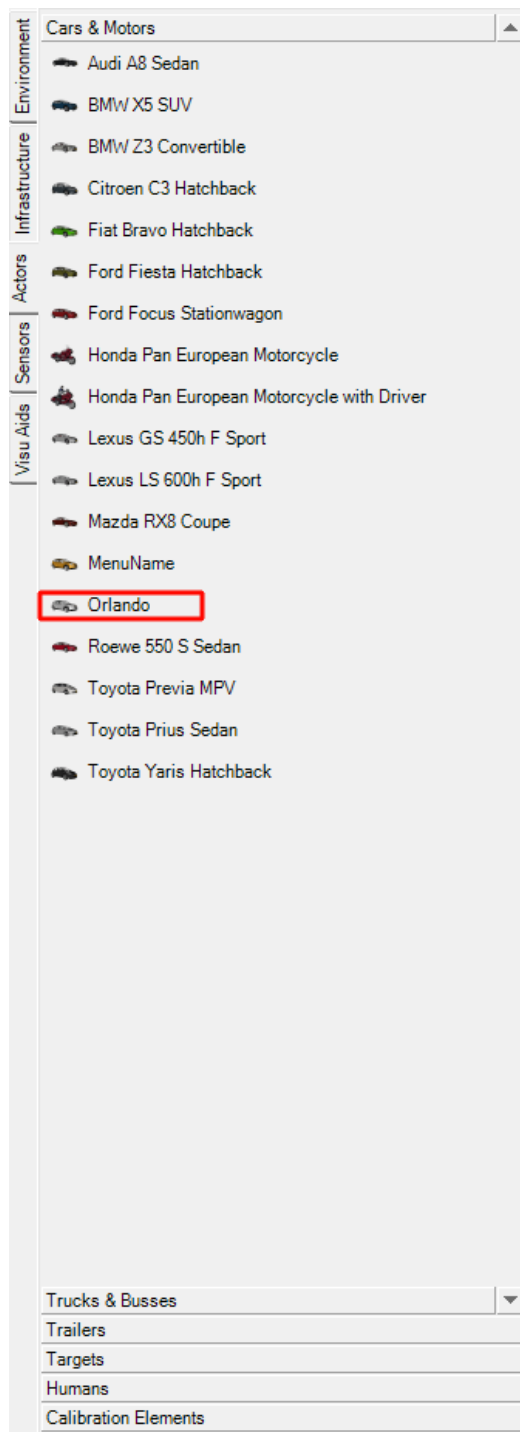 Environment
Infrastructure
Actors
Sensors
Visu Aids
Cars & Motors
Audi A8 Sedan
BMW X5 SUV
BMW Z3 Convertible
Citroen C3 Hatchback
Fiat Bravo Hatchback
Ford Fiesta Hatchback
Ford Focus Stationwagon
Honda Pan European Motorcycle
Honda Pan European Motorcycle with Driver
Lexus GS 450h F Sport
Lexus LS 600h F Sport
Mazda RX8 Coupe
MenuName
Orlando
Roewe 550 S Sedan
Toyota Previa MPV
Toyota Prius Sedan
Toyota Yaris Hatchback
Trucks & Busses
Trailers
Targets
Humans
Calibration Elements